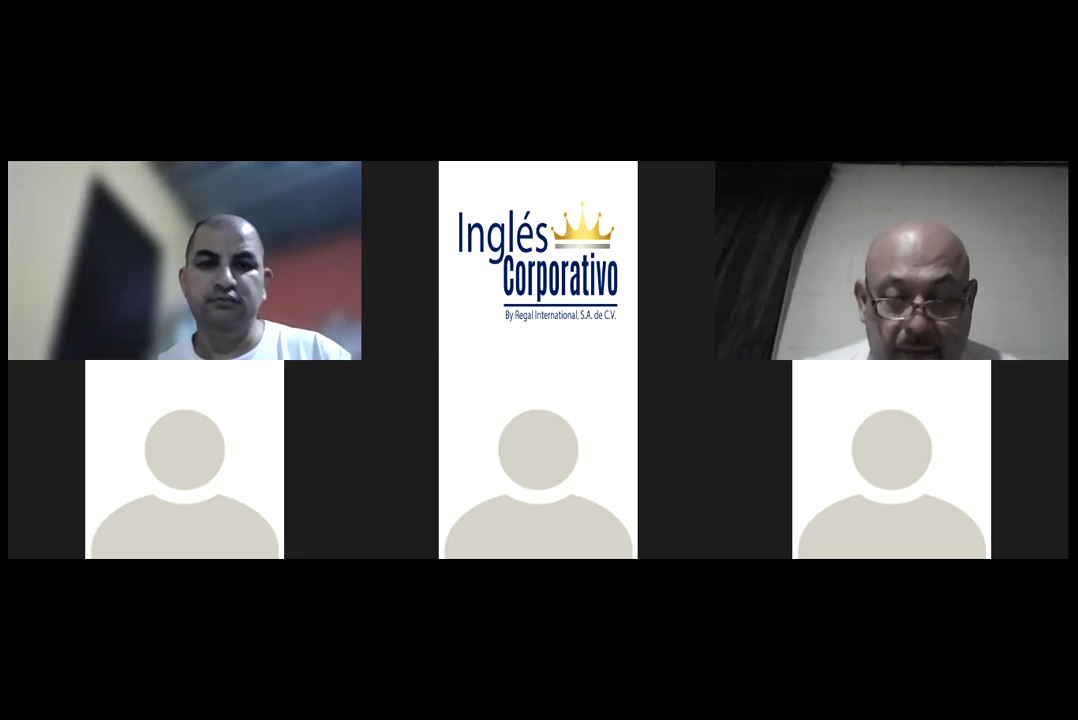 Inglés
Corporativo
By Regal International, S.A. de C.V.